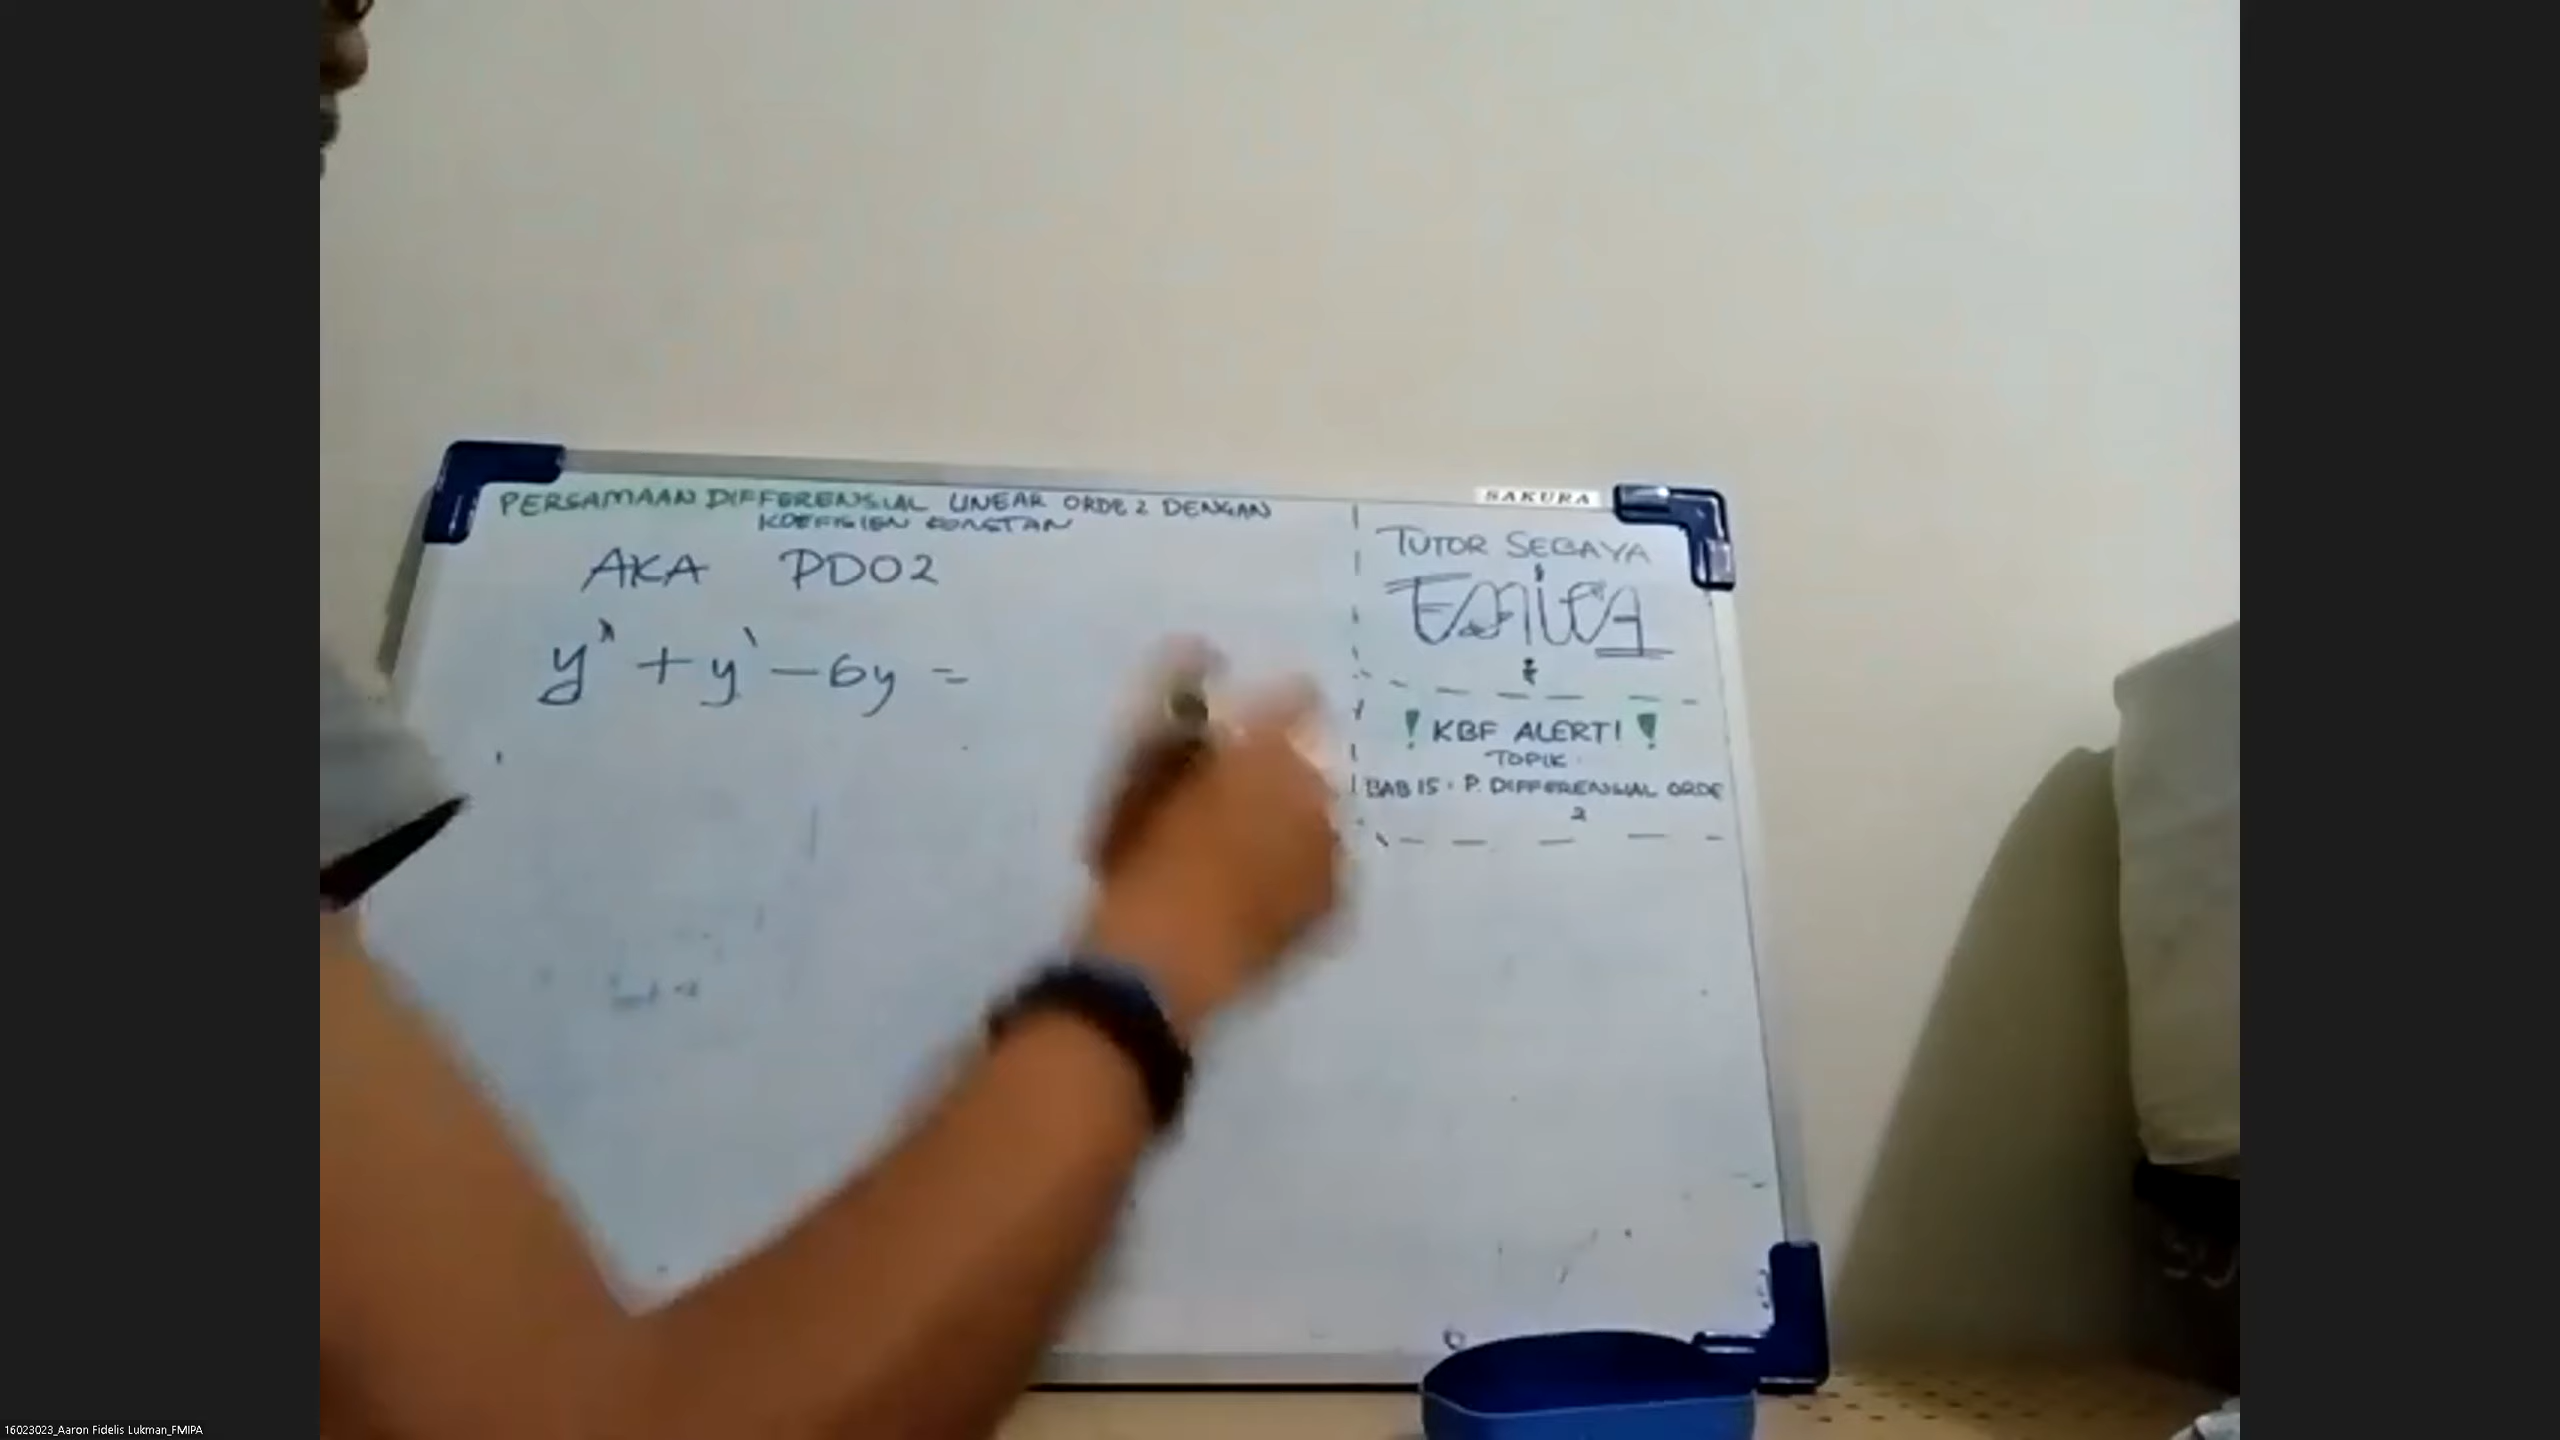 PERSAMAAN DIFFERENSIAL LINEAR ORDE 2 DENGAN
KOEFISIEN KONSTAN
AKA PDO2
y" + y' - 6y =
SAKURA
TUTOR SEBAYA
! KBF ALERT! !
TOPIK:
BAB 15 : P. DIFFERENSIAL ORDE
2
16023023_Aaron Fidelis Lukman_FMIPA